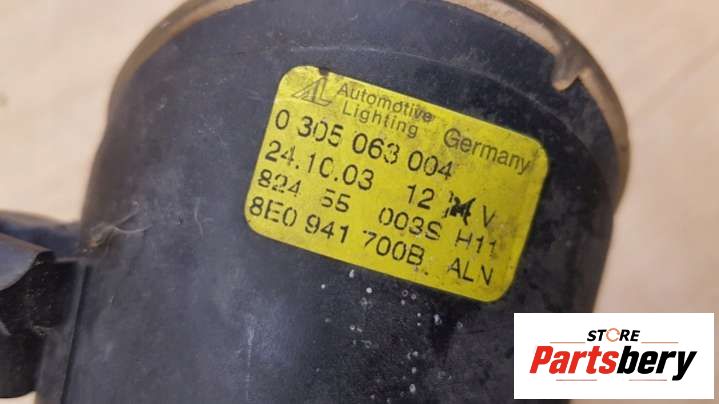 AL Automotive
Lighting Germany
0 305 063 004
24.10.03 12 V
824 55 003S H11
8E0 941 700B ALN
STORE
Partsbery